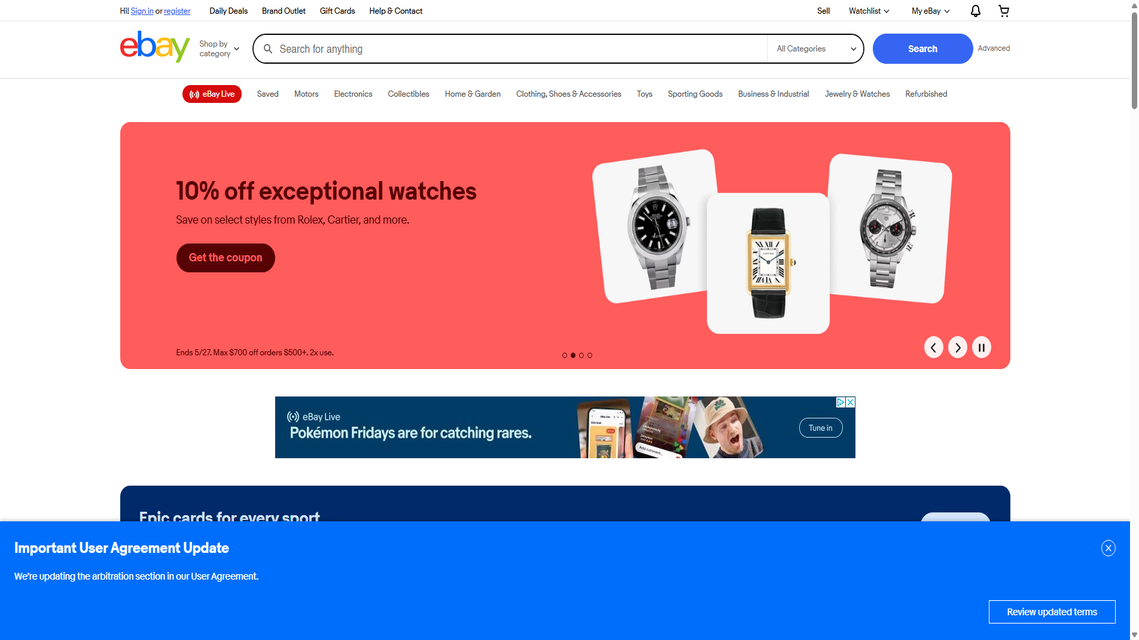 Hi! Sign in or register
Daily Deals
Brand Outlet
Gift Cards
Help & Contact
Sell
Watchlist
My eBay
ebay
Shop by
category
Search for anything
All Categories
Search
Advanced
eBay Live
Saved
Motors
Electronics
Collectibles
Home & Garden
Clothing, Shoes & Accessories
Toys
Sporting Goods
Business & Industrial
Jewelry & Watches
Refurbished
10% off exceptional watches
Save on select styles from Rolex, Cartier, and more.
Get the coupon
Ends 5/27. Max $700 off orders $500+. 2x use.
eBay Live
Pokémon Fridays are for catching rares.
Tune in
Epic cards for every sport
Important User Agreement Update
We're updating the arbitration section in our User Agreement.
Review updated terms